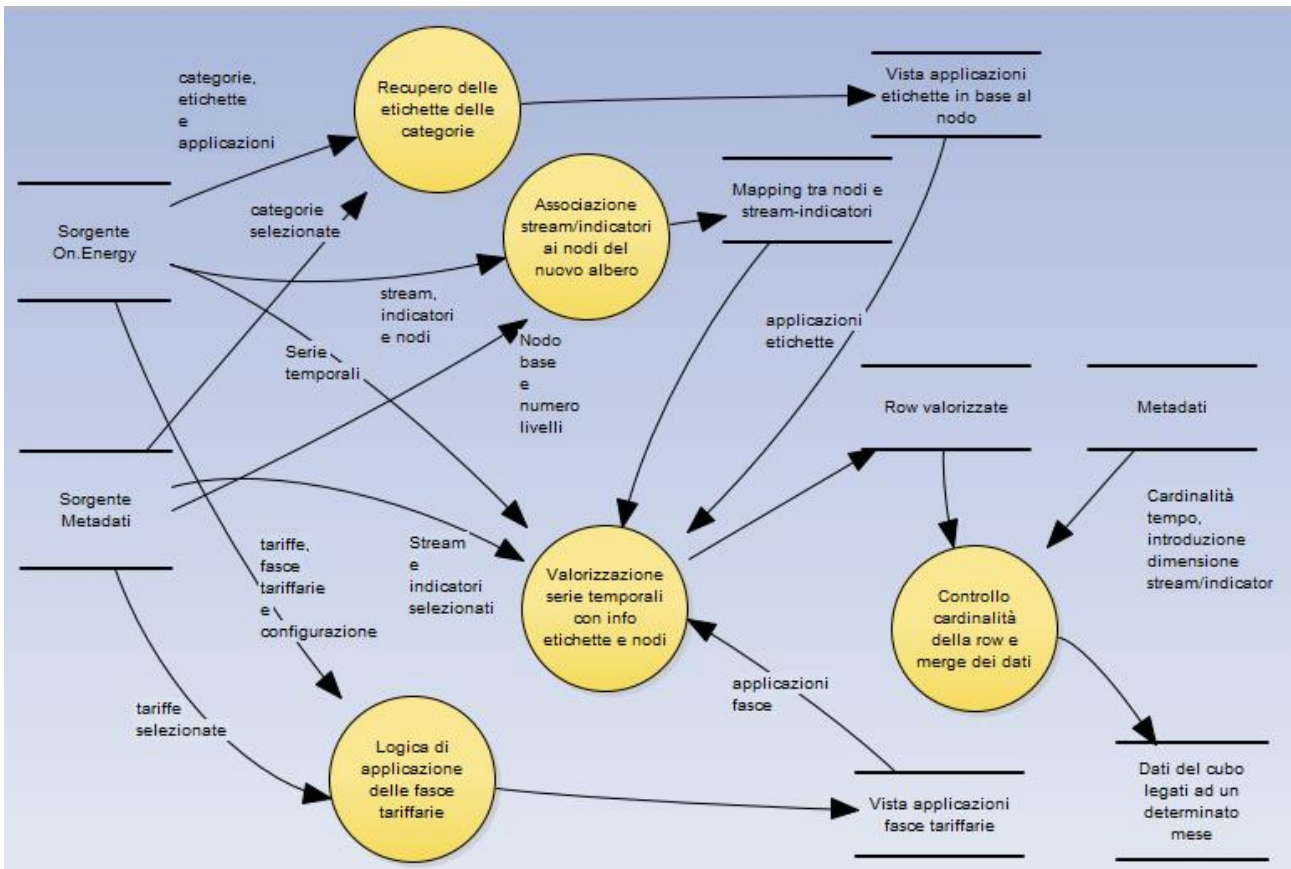 categorie,
etichette
e
applicazioni
Recupero delle
etichette delle
categorie
Vista applicazioni
etichette in base al
nodo
Sorgente
On.Energy
categorie
selezionate
Associazione
stream/indicatori
ai nodi del
nuovo albero
Mapping tra nodi e
stream-indicatori
stream,
indicatori
e nodi
Serie
temporali
Nodo
base
e
numero
livelli
applicazioni
etichette
Row valorizzate
Metadati
Sorgente
Metadati
tariffe,
fasce
tariffarie
e
configurazione
Stream
e
indicatori
selezionati
Valorizzazione
serie temporali
con info
etichette e nodi
Cardinalità
tempo,
introduzione
dimensione
stream/indicator
Controllo
cardinalità
della row e
merge dei dati
tariffe
selezionate
applicazioni
fasce
Logica di
applicazione
delle fasce
tariffarie
Vista applicazioni
fasce tariffarie
Dati del cubo
legati ad un
determinato
mese